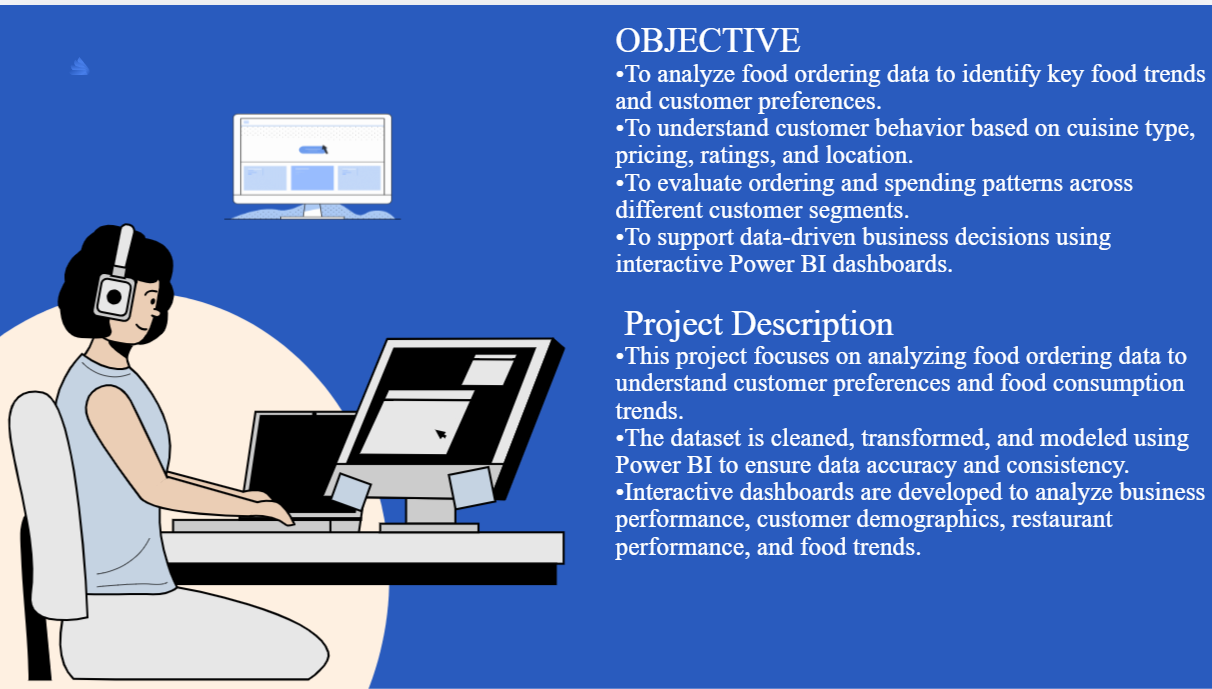 OBJECTIVE
•To analyze food ordering data to identify key food trends
and customer preferences.
•To understand customer behavior based on cuisine type,
pricing, ratings, and location.
•To evaluate ordering and spending patterns across
different customer segments.
•To support data-driven business decisions using
interactive Power BI dashboards.
Project Description
•This project focuses on analyzing food ordering data to
understand customer preferences and food consumption
trends.
•The dataset is cleaned, transformed, and modeled using
Power BI to ensure data accuracy and consistency.
•Interactive dashboards are developed to analyze business
performance, customer demographics, restaurant
performance, and food trends.